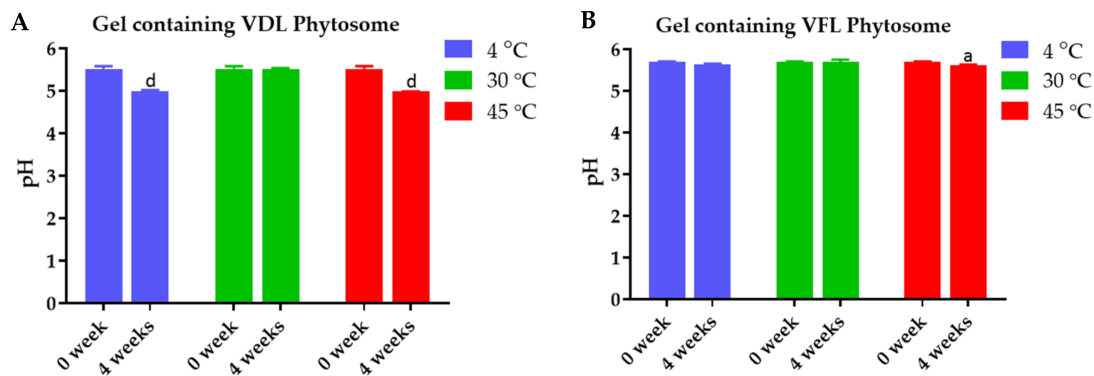 A
Gel containing VDL Phytosome
6
5
4
3
2
1
0
pH
d
d
0 week
4 weeks
0 week
4 weeks
0 week
4 weeks
4 °C
30 °C
45 °C
B
Gel containing VFL Phytosome
6
5
4
3
2
1
0
pH
a
0 week
4 weeks
0 week
4 weeks
0 week
4 weeks
4 °C
30 °C
45 °C